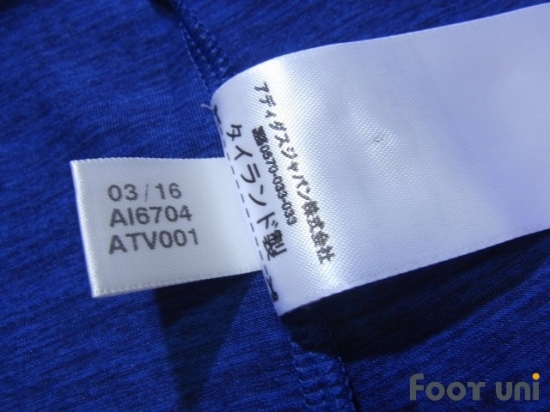 03/16
AI6704
ATV001
アディダスジャパン株式会社
☎0570-033-033
タイランド製
FOOT UNi